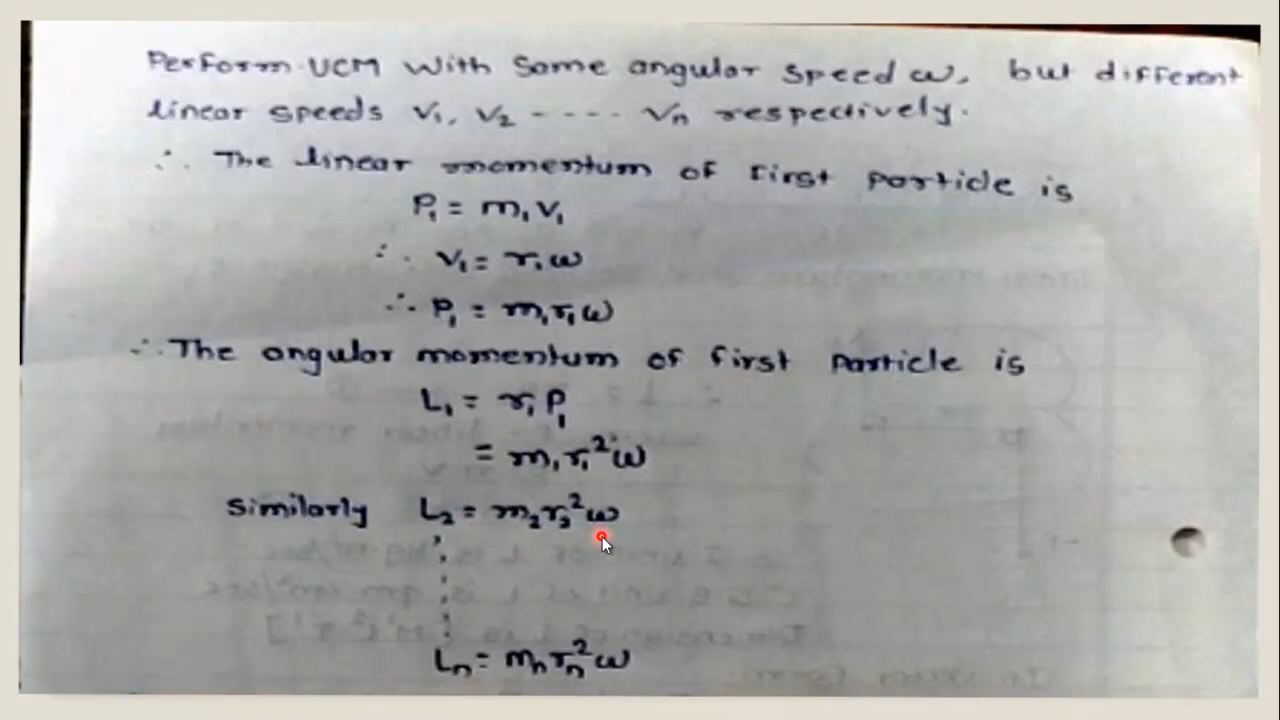 Perform UCM with same angular speed ω, but different
linear speeds V₁, V₂ ---- Vₙ respectively.
∴ The linear momentum of first particle is
P₁ = m₁V₁
∴ V₁ = r₁ω
∴ P₁ = m₁r₁ω
∴ The angular momentum of first particle is
L₁ = r₁P₁
= m₁r₁²ω
Similarly L₂ = m₂r₂²ω
Lₙ = mₙrₙ²ω